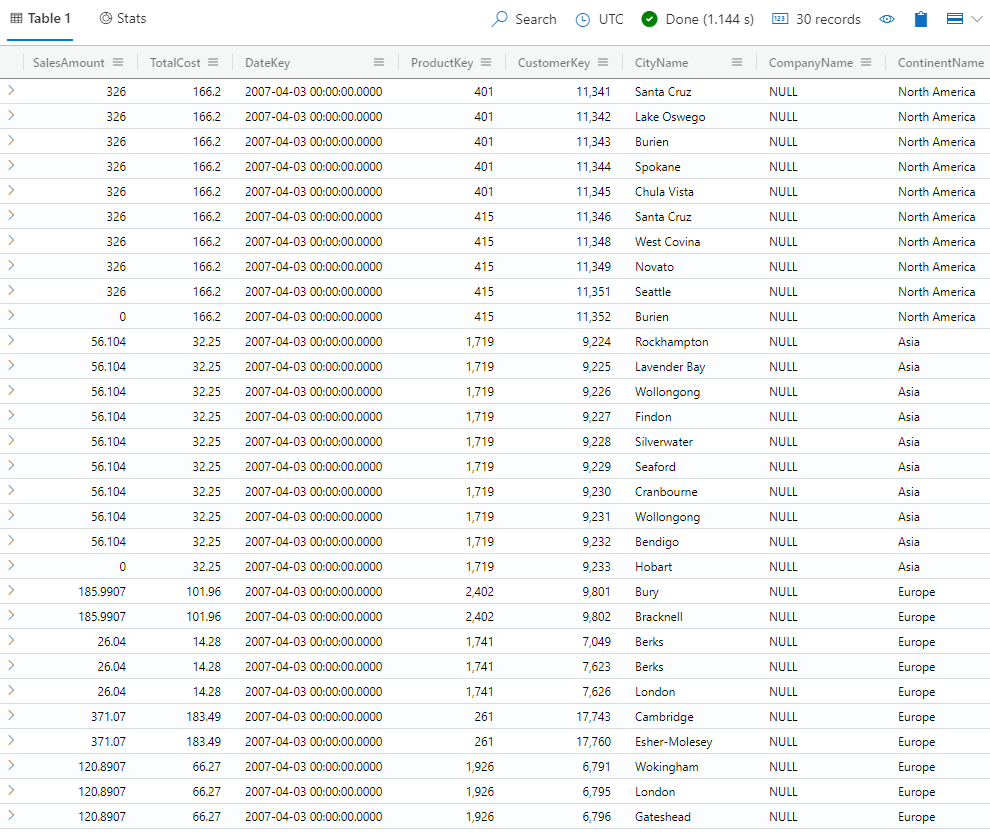 Table 1 Stats Search UTC Done (1.144 s) 123 30 records
SalesAmount TotalCost DateKey ProductKey CustomerKey CityName CompanyName ContinentName
326 166.2 2007-04-03 00:00:00.0000 401 11,341 Santa Cruz NULL North America
326 166.2 2007-04-03 00:00:00.0000 401 11,342 Lake Oswego NULL North America
326 166.2 2007-04-03 00:00:00.0000 401 11,343 Burien NULL North America
326 166.2 2007-04-03 00:00:00.0000 401 11,344 Spokane NULL North America
326 166.2 2007-04-03 00:00:00.0000 401 11,345 Chula Vista NULL North America
326 166.2 2007-04-03 00:00:00.0000 415 11,346 Santa Cruz NULL North America
326 166.2 2007-04-03 00:00:00.0000 415 11,348 West Covina NULL North America
326 166.2 2007-04-03 00:00:00.0000 415 11,349 Novato NULL North America
326 166.2 2007-04-03 00:00:00.0000 415 11,351 Seattle NULL North America
0 166.2 2007-04-03 00:00:00.0000 415 11,352 Burien NULL North America
56.104 32.25 2007-04-03 00:00:00.0000 1,719 9,224 Rockhampton NULL Asia
56.104 32.25 2007-04-03 00:00:00.0000 1,719 9,225 Lavender Bay NULL Asia
56.104 32.25 2007-04-03 00:00:00.0000 1,719 9,226 Wollongong NULL Asia
56.104 32.25 2007-04-03 00:00:00.0000 1,719 9,227 Findon NULL Asia
56.104 32.25 2007-04-03 00:00:00.0000 1,719 9,228 Silverwater NULL Asia
56.104 32.25 2007-04-03 00:00:00.0000 1,719 9,229 Seaford NULL Asia
56.104 32.25 2007-04-03 00:00:00.0000 1,719 9,230 Cranbourne NULL Asia
56.104 32.25 2007-04-03 00:00:00.0000 1,719 9,231 Wollongong NULL Asia
56.104 32.25 2007-04-03 00:00:00.0000 1,719 9,232 Bendigo NULL Asia
0 32.25 2007-04-03 00:00:00.0000 1,719 9,233 Hobart NULL Asia
185.9907 101.96 2007-04-03 00:00:00.0000 2,402 9,801 Bury NULL Europe
185.9907 101.96 2007-04-03 00:00:00.0000 2,402 9,802 Bracknell NULL Europe
26.04 14.28 2007-04-03 00:00:00.0000 1,741 7,049 Berks NULL Europe
26.04 14.28 2007-04-03 00:00:00.0000 1,741 7,623 Berks NULL Europe
26.04 14.28 2007-04-03 00:00:00.0000 1,741 7,626 London NULL Europe
371.07 183.49 2007-04-03 00:00:00.0000 261 17,743 Cambridge NULL Europe
371.07 183.49 2007-04-03 00:00:00.0000 261 17,760 Esher-Molesey NULL Europe
120.8907 66.27 2007-04-03 00:00:00.0000 1,926 6,791 Wokingham NULL Europe
120.8907 66.27 2007-04-03 00:00:00.0000 1,926 6,795 London NULL Europe
120.8907 66.27 2007-04-03 00:00:00.0000 1,926 6,796 Gateshead NULL Europe